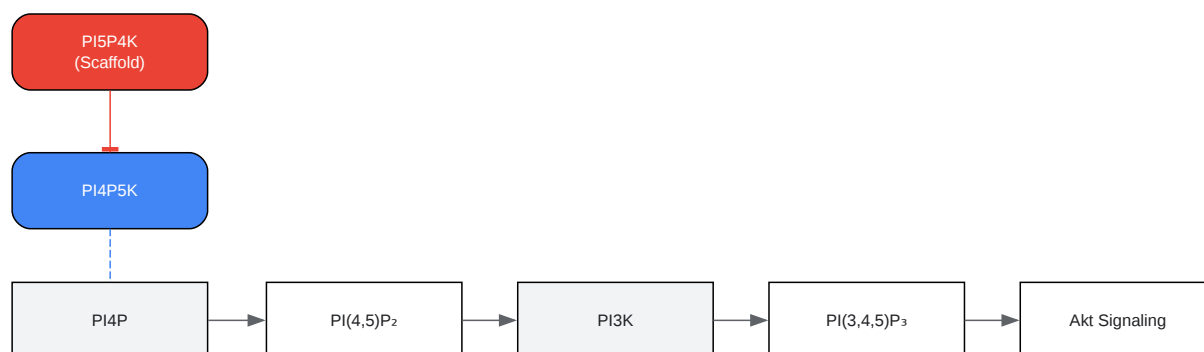 PI5P4K
(Scaffold)
PI4P5K
PI4P
PI(4,5)P₂
PI3K
PI(3,4,5)P₃
Akt Signaling